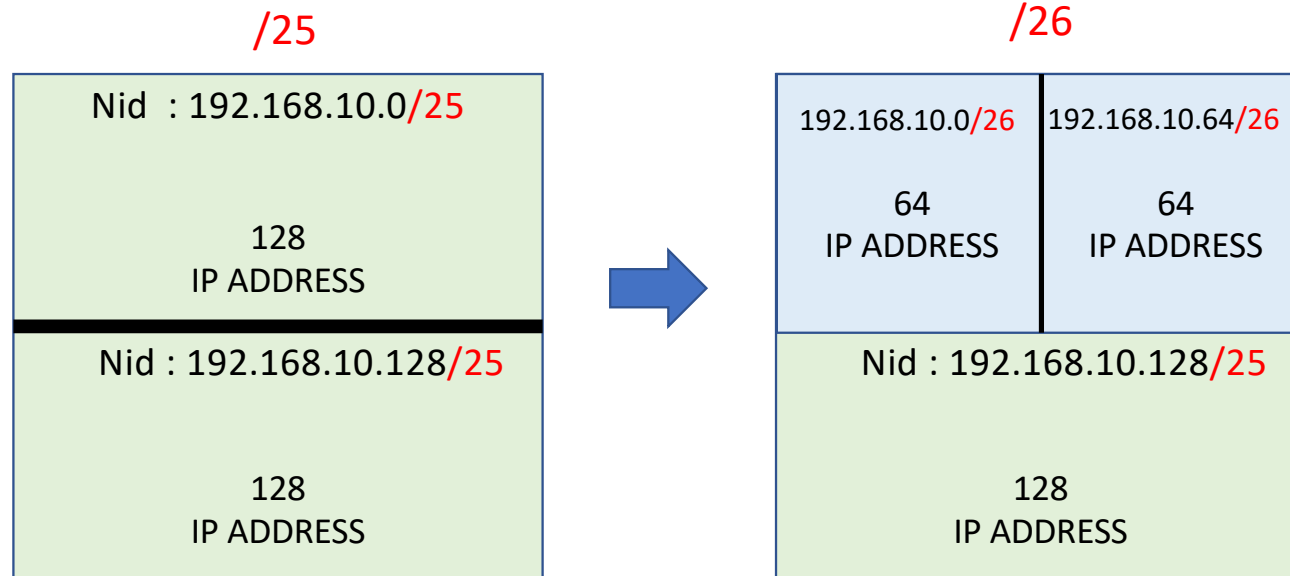 /25
Nid : 192.168.10.0/25
128
IP ADDRESS
Nid : 192.168.10.128/25
128
IP ADDRESS
/26
192.168.10.0/26
64
IP ADDRESS
192.168.10.64/26
64
IP ADDRESS
Nid : 192.168.10.128/25
128
IP ADDRESS